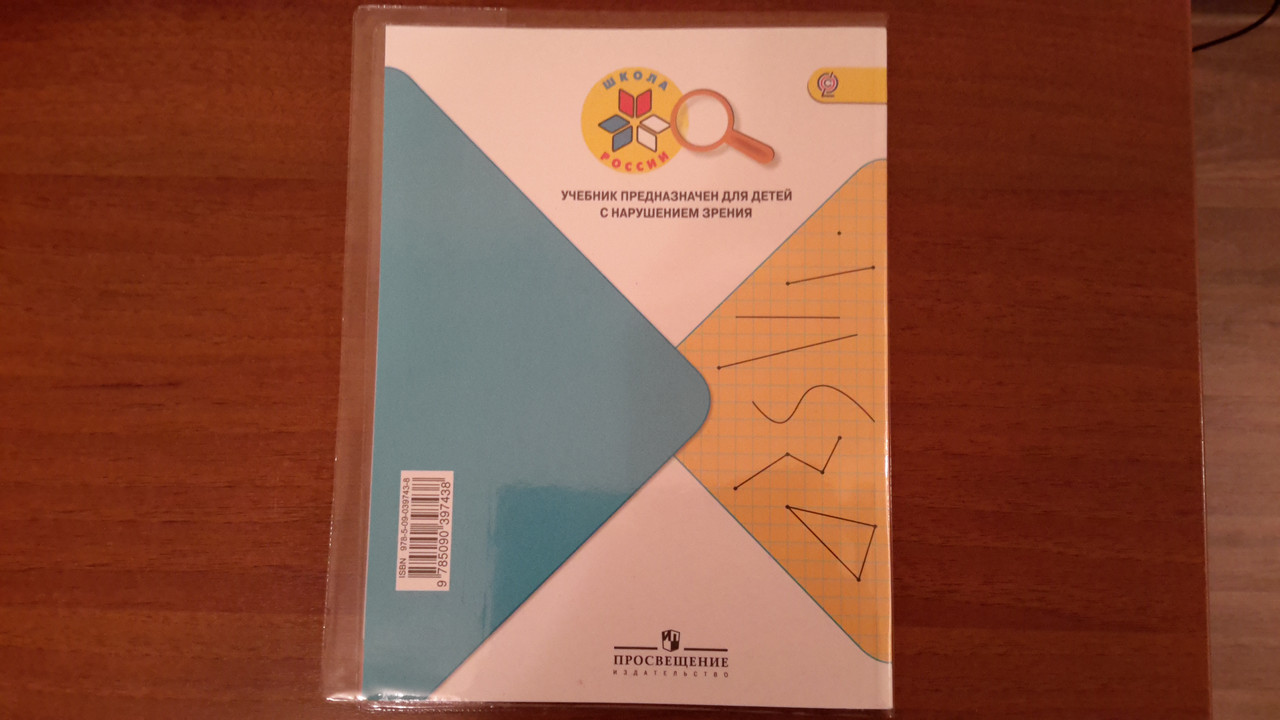 ШКОЛА
РОССИИ
УЧЕБНИК ПРЕДНАЗНАЧЕН ДЛЯ ДЕТЕЙ
С НАРУШЕНИЕМ ЗРЕНИЯ
ISBN 978-5-09-039743-8
9 785090 397438
ИП
ПРОСВЕЩЕНИЕ
ИЗДАТЕЛЬСТВО